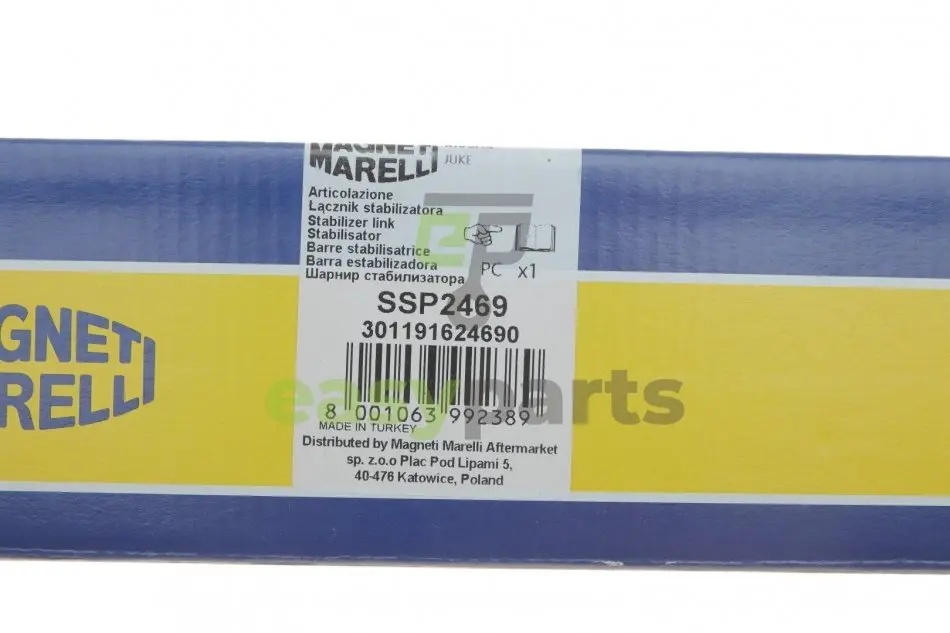 MAGNETI
MARELLI
JUKE
Articolazione
Łącznik stabilizatora
Stabilizer link
Stabilisator
Barre stabilisatrice
Barra estabilizadora
Шарнир стабилизатора
PC x1
SSP2469
301191624690
8 001063 992389
MADE IN TURKEY
Distributed by Magneti Marelli Aftermarket
sp. z.o.o Plac Pod Lipami 5,
40-476 Katowice, Poland
GNETI
RELLI
easyparts